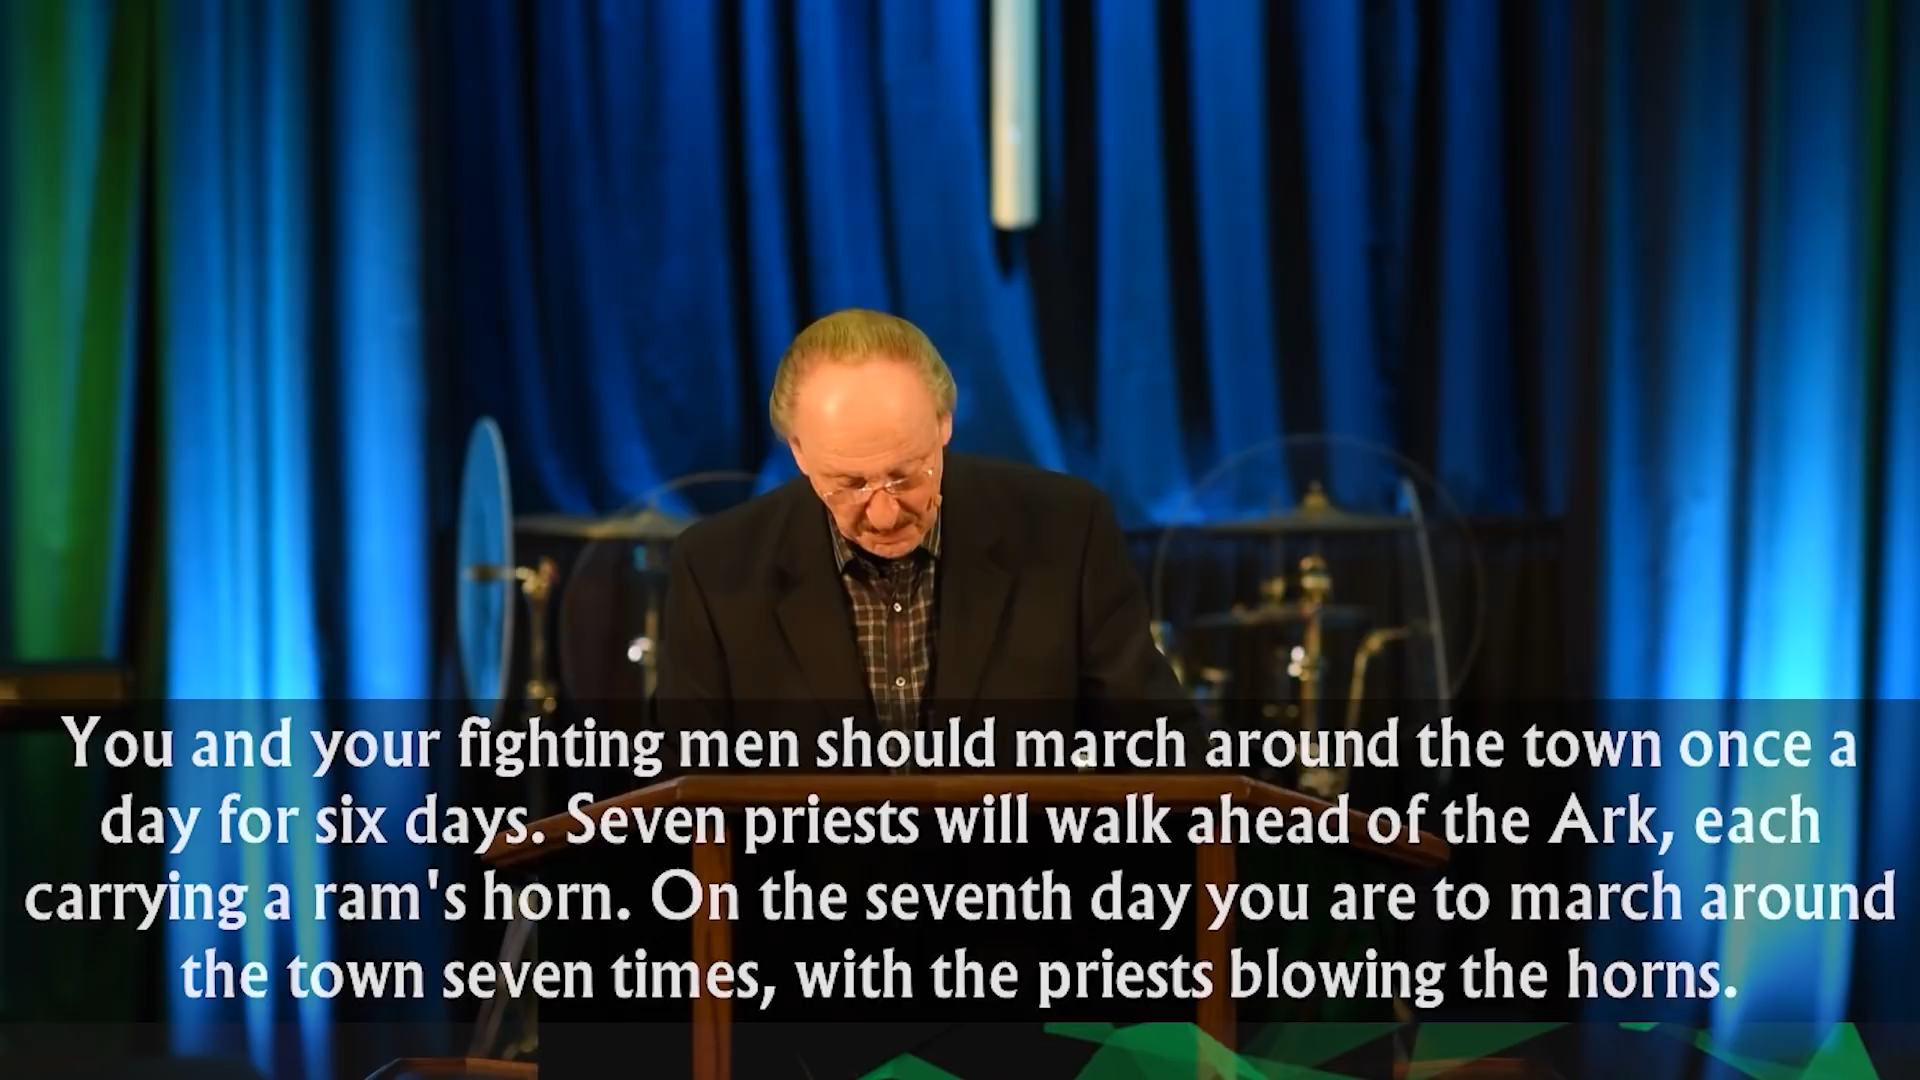 You and your fighting men should march around the town once a
day for six days. Seven priests will walk ahead of the Ark, each
carrying a ram's horn. On the seventh day you are to march around
the town seven times, with the priests blowing the horns.